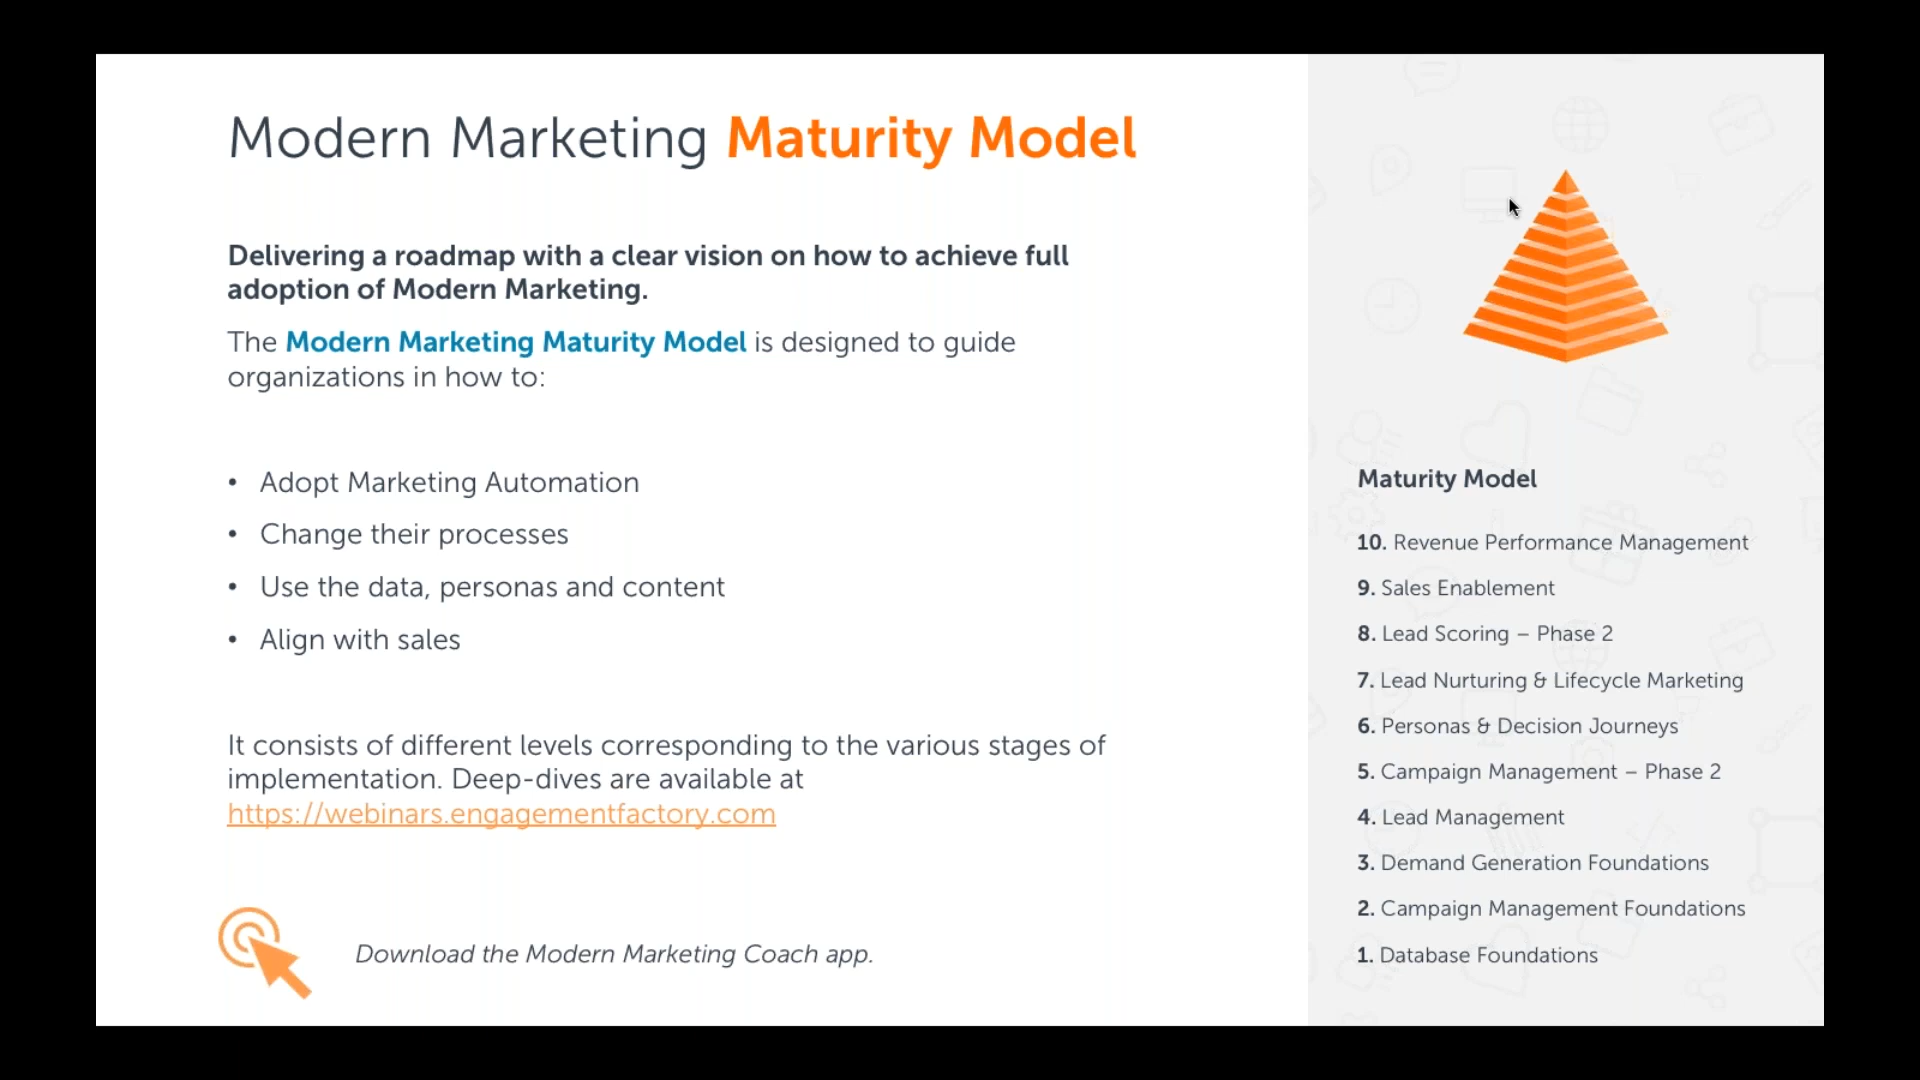 Modern Marketing Maturity Model
Delivering a roadmap with a clear vision on how to achieve full
adoption of Modern Marketing.
The Modern Marketing Maturity Model is designed to guide
organizations in how to:
• Adopt Marketing Automation
• Change their processes
• Use the data, personas and content
• Align with sales
It consists of different levels corresponding to the various stages of
implementation. Deep-dives are available at
https://webinars.engagementfactory.com
Download the Modern Marketing Coach app.
Maturity Model
10. Revenue Performance Management
9. Sales Enablement
8. Lead Scoring – Phase 2
7. Lead Nurturing & Lifecycle Marketing
6. Personas & Decision Journeys
5. Campaign Management – Phase 2
4. Lead Management
3. Demand Generation Foundations
2. Campaign Management Foundations
1. Database Foundations